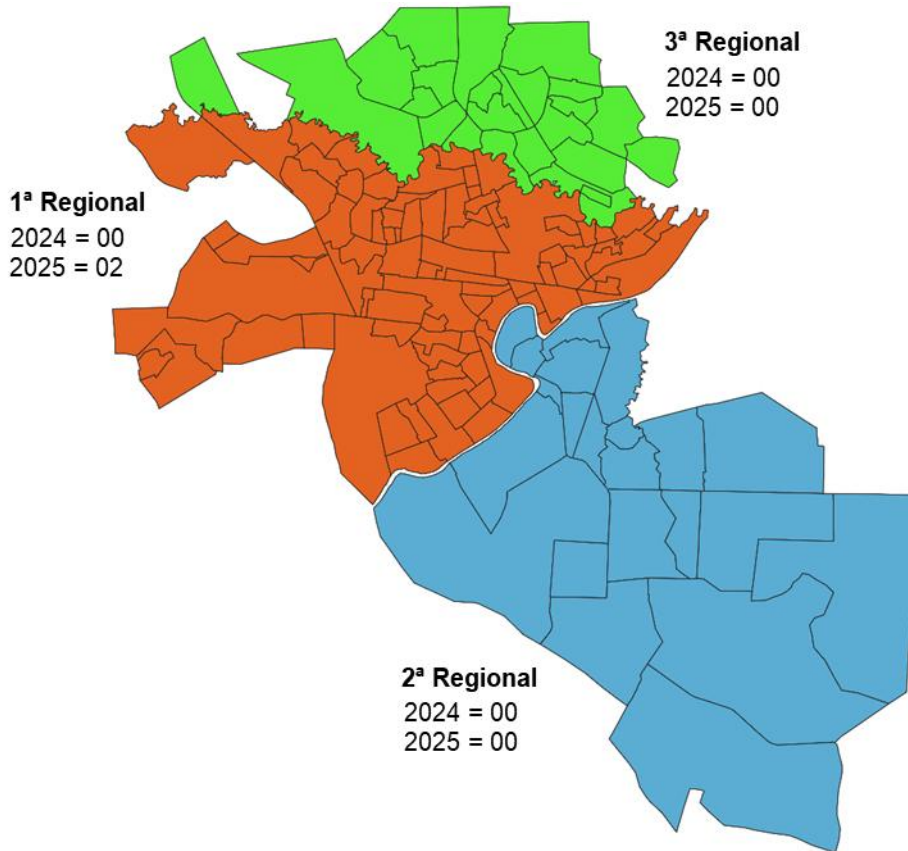 3ª Regional
2024 = 00
2025 = 00
1ª Regional
2024 = 00
2025 = 02
2ª Regional
2024 = 00
2025 = 00